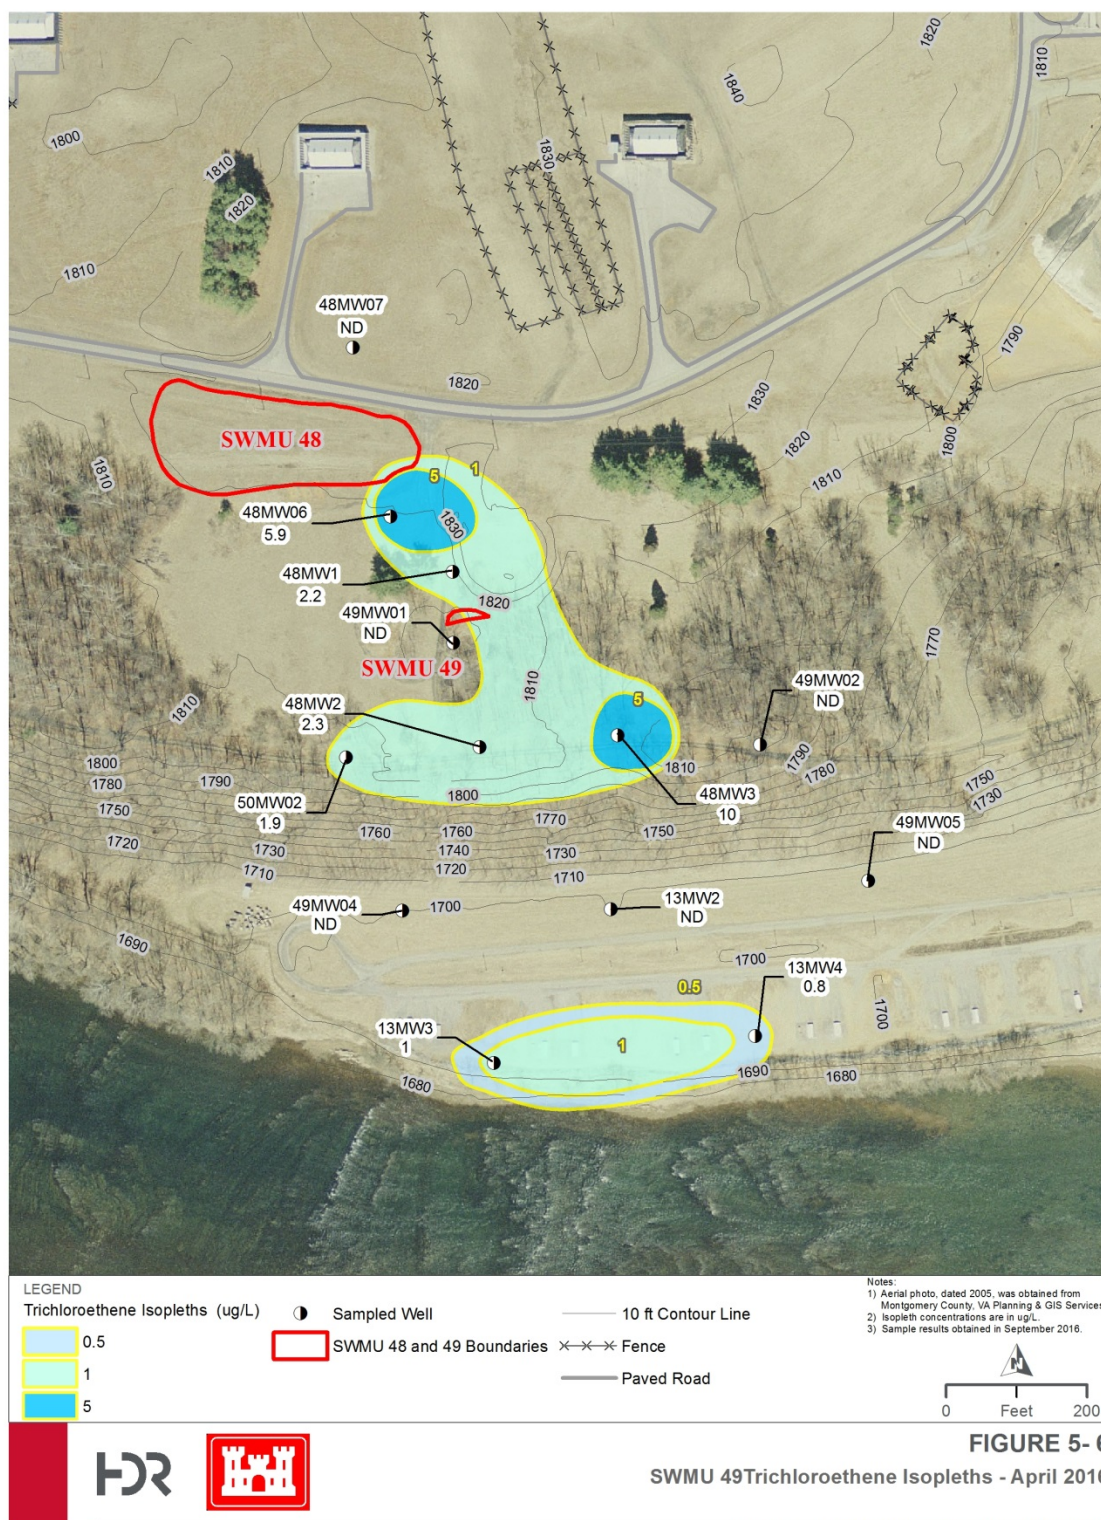 1820
1810
1840
1800
1810
1830
1820
1810
48MW07
ND
1790
1820
1830
1800
SWMU 48
1820
1810
1810
1
5
48MW06
5.9
1830
48MW1
2.2
1820
49MW01
ND
1770
SWMU 49
1810
5
49MW02
ND
1810
48MW2
2.3
1800
1780
1750
1720
1790
1810
1790
1780
1750
1730
50MW02
1.9
1800
48MW3
10
1760
1730
1710
1760
1740
1720
1770
1730
1710
1750
49MW05
ND
49MW04
ND
1700
13MW2
ND
1690
1700
13MW4
0.8
0.5
1700
13MW3
1
1
1680
1690
1680
LEGEND
Trichloroethene Isopleths (ug/L)
0.5
1
5
Sampled Well
SWMU 48 and 49 Boundaries
10 ft Contour Line
Fence
Paved Road
Notes:
1) Aerial photo, dated 2005, was obtained from
Montgomery County, VA Planning & GIS Services
2) Isopleth concentrations are in ug/L.
3) Sample results obtained in September 2016.
N
0 Feet 200
HDR
FIGURE 5- 6
SWMU 49Trichloroethene Isopleths - April 2016